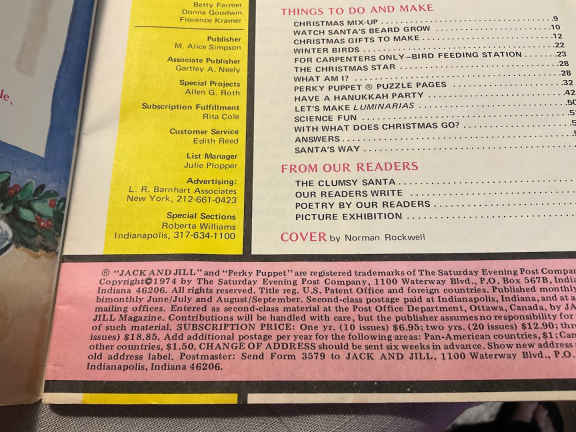 Betty Farmer
Donna Goodwin
Florence Kramer
Publisher
M. Alice Simpson
Associate Publisher
Gartley A. Neely
Special Projects
Allen G. Roth
Subscription Fulfillment
Rita Cole
Customer Service
Edith Reed
List Manager
Julie Plopper
Advertising:
L. R. Barnhart Associates
New York, 212-661-0423
Special Sections
Roberta Williams
Indianapolis, 317-634-1100
THINGS TO DO AND MAKE
CHRISTMAS MIX-UP 9
WATCH SANTA'S BEARD GROW 10
CHRISTMAS GIFTS TO MAKE 12
WINTER BIRDS 22
FOR CARPENTERS ONLY—BIRD FEEDING STATION 23
THE CHRISTMAS STAR 28
WHAT AM I? 28
PERKY PUPPET ® PUZZLE PAGES 32
HAVE A HANUKKAH PARTY 42
LET'S MAKE LUMINARIAS 50
SCIENCE FUN
WITH WHAT DOES CHRISTMAS GO?
ANSWERS
SANTA'S WAY
FROM OUR READERS
THE CLUMSY SANTA
OUR READERS WRITE
POETRY BY OUR READERS
PICTURE EXHIBITION
COVER by Norman Rockwell
® "JACK AND JILL" and "Perky Puppet" are registered trademarks of The Saturday Evening Post
Copyright©1974 by The Saturday Evening Post Company, 1100 Waterway Blvd., P.O. Box 567B,
Indiana 46206. All rights reserved. Title reg. U.S. Patent Office and foreign countries. Published
bimonthly June/July and August/September. Second-class postage paid at Indianapolis, Indiana, and at
mailing offices. Entered as second-class material at the Post Office Department, Ottawa, Canada, by
JILL Magazine. Contributions will be handled with care, but the publisher assumes no responsibility for
of such material. SUBSCRIPTION PRICE: One yr. (10 issues) $6.95; two yrs. (20 issues) $12.90;
issues) $18.85. Add additional postage per year for the following areas: Pan-American countries, $1;
other countries, $1.50. CHANGE OF ADDRESS should be sent six weeks in advance. Show new address
old address label. Postmaster: Send Form 3579 to JACK AND JILL, 1100 Waterway Blvd., P.O.
Indianapolis, Indiana 46206.